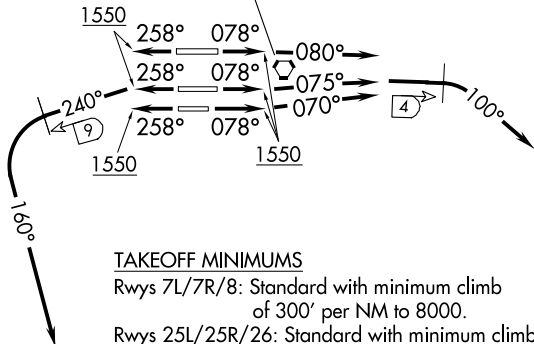 1550
258° 078° 080°
258° 078° 075°
240° 070° 4
9 258° 078° 100°
1550 1550
160°
TAKEOFF MINIMUMS
Rwys 7L/7R/8: Standard with minimum climb
of 300' per NM to 8000.
Rwys 25L/25R/26: Standard with minimum climb